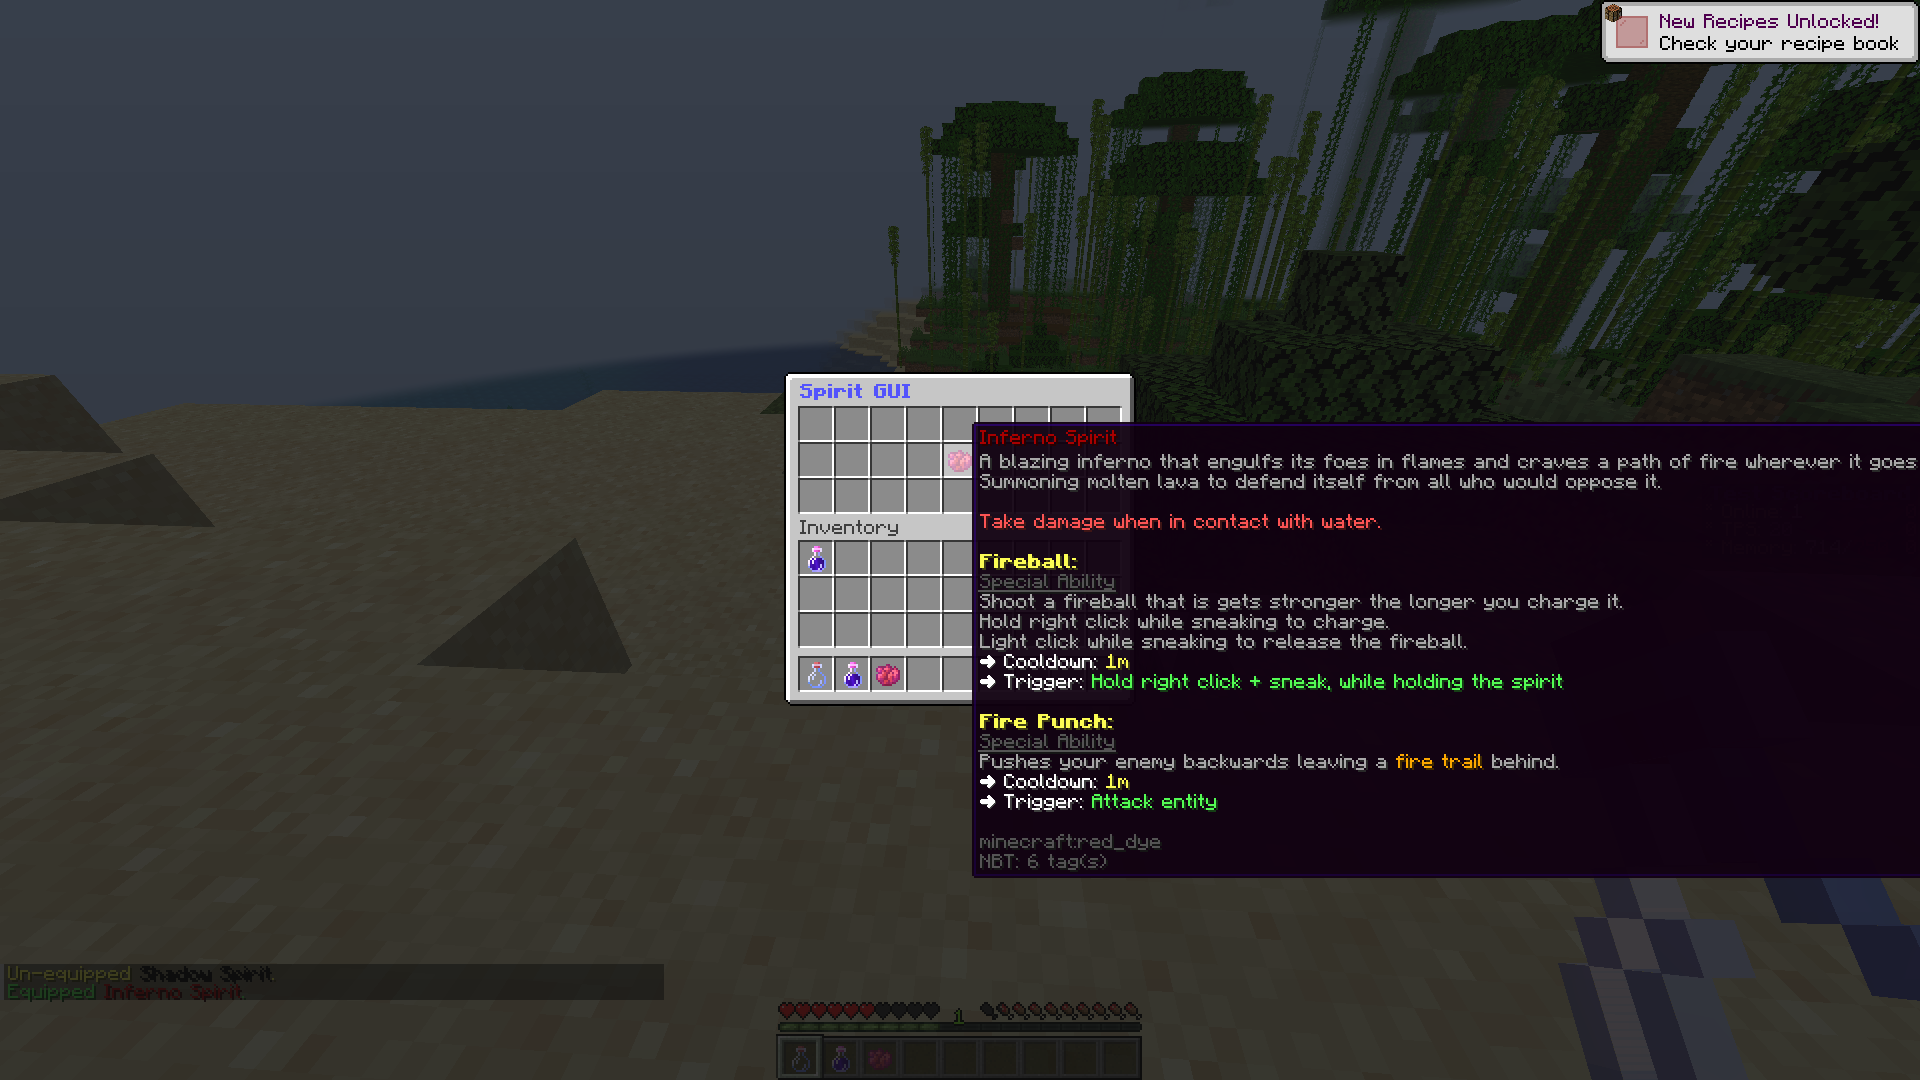 New Recipes Unlocked!
Check your recipe book
Spirit GUI
Inferno Spirit
A blazing inferno that engulfs its foes in flames and craves a path of fire wherever it goes
Summoning molten lava to defend itself from all who would oppose it.
Take damage when in contact with water.
Inventory
Fireball:
Special Ability
Shoot a fireball that is gets stronger the longer you charge it.
Hold right click while sneaking to charge.
Light click while sneaking to release the fireball.
➜ Cooldown: 1m
➜ Trigger: Hold right click + sneak, while holding the spirit
Fire Punch:
Special Ability
Pushes your enemy backwards leaving a fire trail behind.
➜ Cooldown: 1m
➜ Trigger: Attack entity
minecraft:red_dye
NBT: 6 tag(s)
Un-equipped Shadow Spirit.
Equipped Inferno Spirit.
1